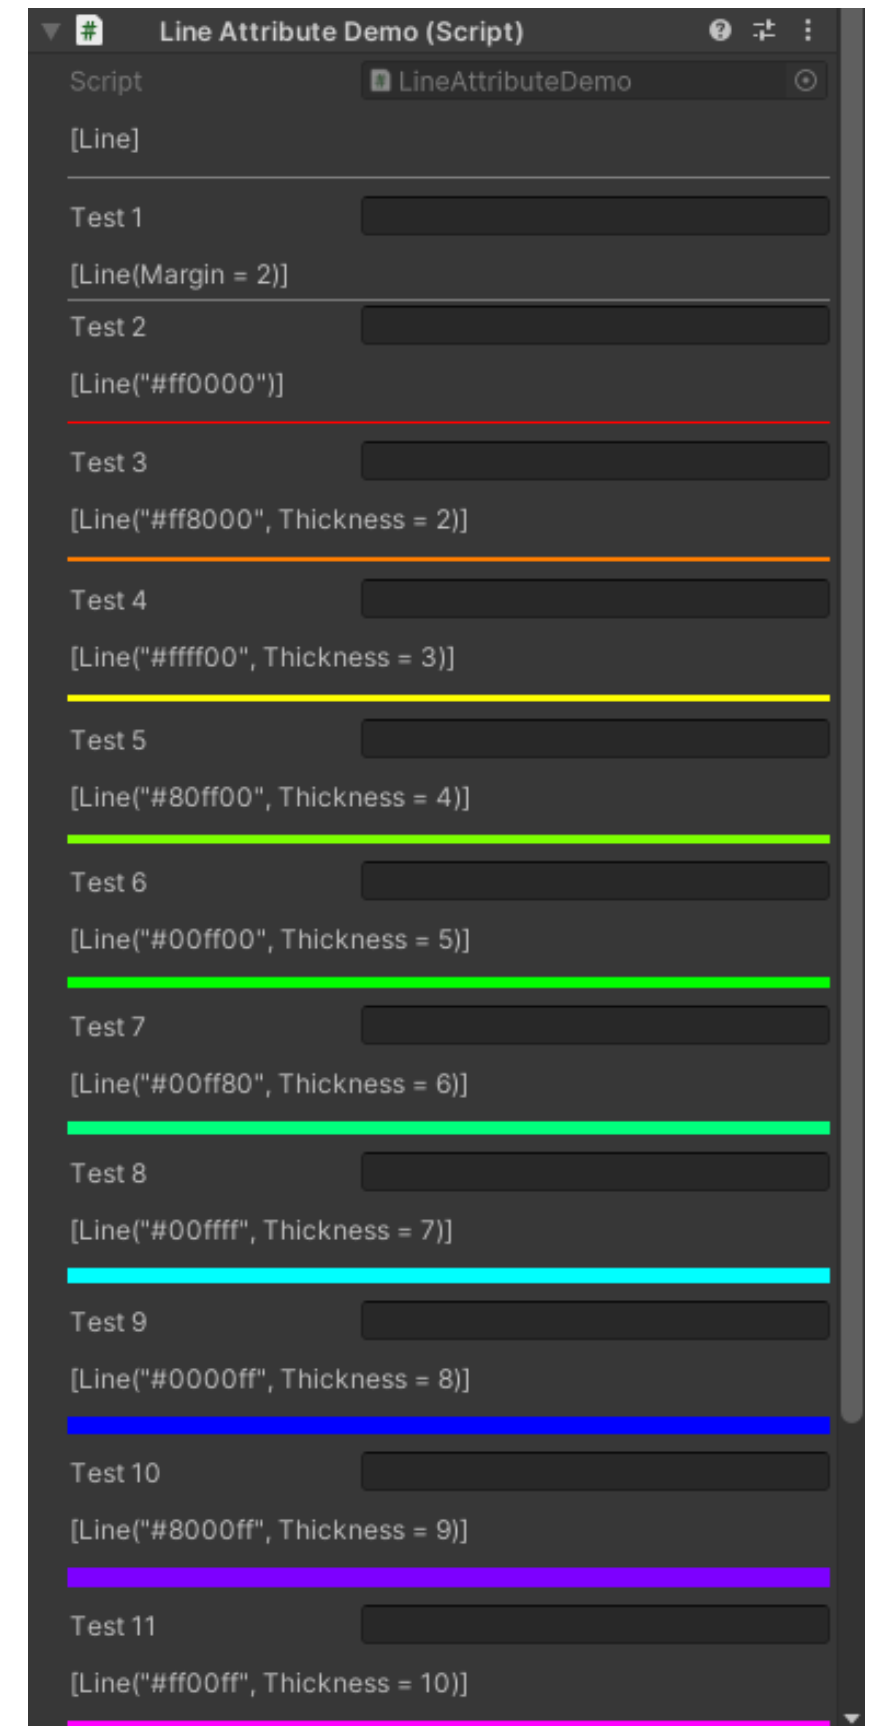 Line Attribute Demo (Script)
Script LineAttributeDemo
[Line]
Test 1
[Line(Margin = 2)]
Test 2
[Line("#ff0000")]
Test 3
[Line("#ff8000", Thickness = 2)]
Test 4
[Line("#ffff00", Thickness = 3)]
Test 5
[Line("#80ff00", Thickness = 4)]
Test 6
[Line("#00ff00", Thickness = 5)]
Test 7
[Line("#00ff80", Thickness = 6)]
Test 8
[Line("#00ffff", Thickness = 7)]
Test 9
[Line("#0000ff", Thickness = 8)]
Test 10
[Line("#8000ff", Thickness = 9)]
Test 11
[Line("#ff00ff", Thickness = 10)]